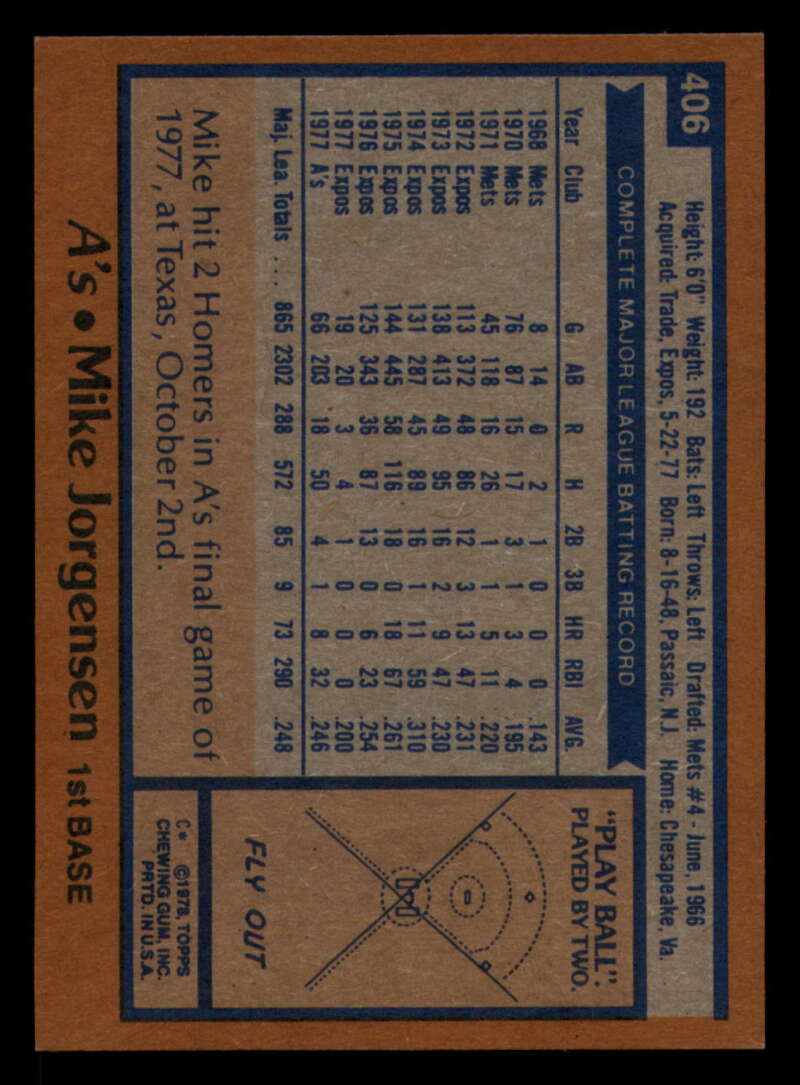 406
Height: 6'0" Weight: 192 Bats: Left Throws: Left Drafted: Mets #4 - June, 1966
Acquired: Trade, Expos, 5-22-77 Born: 8-16-48, Passaic, N.J. Home: Chesapeake, Va.
COMPLETE MAJOR LEAGUE BATTING RECORD
Year Club G AB R H 2B 3B HR RBI AVG.
1968 Mets 8 14 0 2 1 0 0 0 .143
1970 Mets 76 87 15 17 3 1 3 4 .195
1971 Mets 45 118 16 26 1 1 5 11 .220
1972 Expos 113 372 48 86 12 3 13 47 .231
1973 Expos 138 413 49 95 16 2 9 47 .230
1974 Expos 131 287 45 89 16 1 11 59 .310
1975 Expos 144 445 58 116 18 0 18 67 .261
1976 Expos 125 343 36 87 13 0 6 23 .254
1977 Expos 19 20 3 4 1 0 0 0 .200
1977 A's 66 203 18 50 4 1 8 32 .246
Maj. Lea. Totals ... 865 2302 288 572 85 9 73 290 .248
Mike hit 2 Homers in A's final game of
1977, at Texas, October 2nd.
"PLAY BALL":
PLAYED BY TWO.
FLY OUT
C* ©1978, TOPPS
CHEWING GUM, INC.
PRTD. IN U.S.A.
A's • Mike Jorgensen 1st BASE